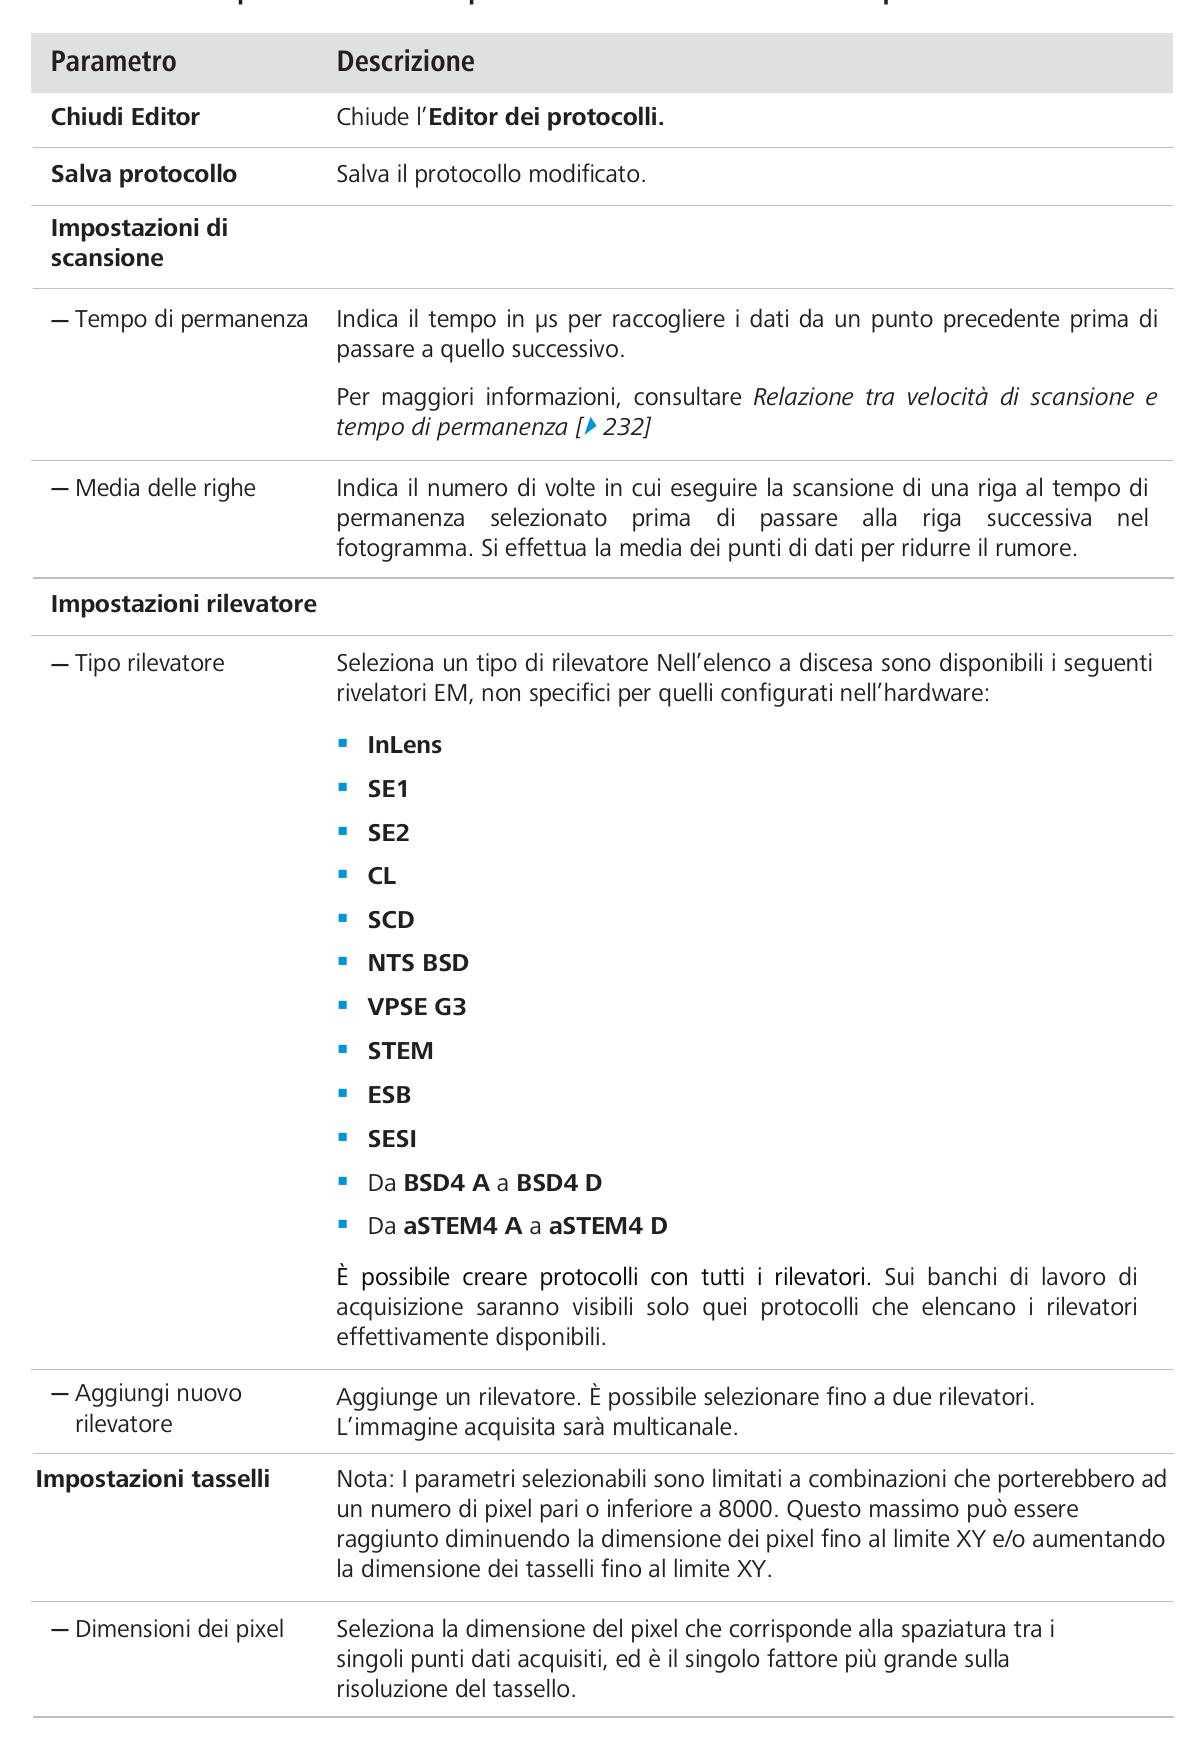 Parametro Descrizione
Chiudi Editor Chiude l’Editor dei protocolli.
Salva protocollo Salva il protocollo modificato.
Impostazioni di
scansione
— Tempo di permanenza Indica il tempo in µs per raccogliere i dati da un punto precedente prima di
passare a quello successivo.
Per maggiori informazioni, consultare Relazione tra velocità di scansione e
tempo di permanenza [ 232]
— Media delle righe Indica il numero di volte in cui eseguire la scansione di una riga al tempo di
permanenza selezionato prima di passare alla riga successiva nel
fotogramma. Si effettua la media dei punti di dati per ridurre il rumore.
Impostazioni rilevatore
— Tipo rilevatore Seleziona un tipo di rilevatore Nell’elenco a discesa sono disponibili i seguenti
rivelatori EM, non specifici per quelli configurati nell’hardware:
▪ InLens
▪ SE1
▪ SE2
▪ CL
▪ SCD
▪ NTS BSD
▪ VPSE G3
▪ STEM
▪ ESB
▪ SESI
▪ Da BSD4 A a BSD4 D
▪ Da aSTEM4 A a aSTEM4 D
È possibile creare protocolli con tutti i rilevatori. Sui banchi di lavoro di
acquisizione saranno visibili solo quei protocolli che elencano i rilevatori
effettivamente disponibili.
— Aggiungi nuovo
rilevatore
Aggiunge un rilevatore. È possibile selezionare fino a due rilevatori.
L’immagine acquisita sarà multicanale.
Impostazioni tasselli Nota: I parametri selezionabili sono limitati a combinazioni che porterebbero ad
un numero di pixel pari o inferiore a 8000. Questo massimo può essere
raggiunto diminuendo la dimensione dei pixel fino al limite XY e/o aumentando
la dimensione dei tasselli fino al limite XY.
— Dimensioni dei pixel Seleziona la dimensione del pixel che corrisponde alla spaziatura tra i
singoli punti dati acquisiti, ed è il singolo fattore più grande sulla
risoluzione del tassello.